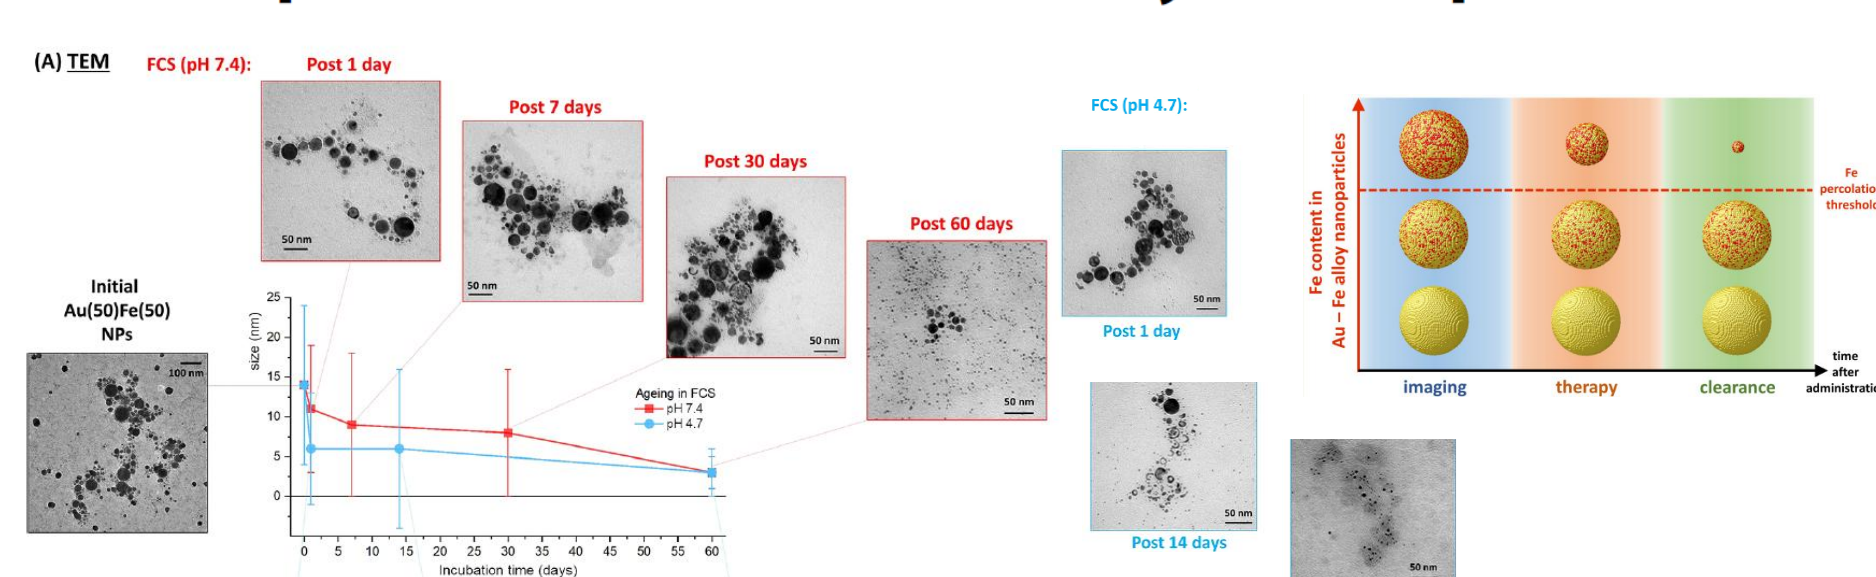 (A) TEM
FCS (pH 7.4):
Post 1 day
50 nm
Post 7 days
50 nm
Post 30 days
50 nm
Post 60 days
50 nm
Initial
Au(50)Fe(50)
NPs
100 nm
size (nm)
25
20
15
10
5
0
Ageing in FCS
pH 7.4
pH 4.7
0 5 10 15 20 25 30 35 40 45 50 55 60
Incubation time (days)
FCS (pH 4.7):
50 nm
Post 1 day
50 nm
Post 14 days
50 nm
Fe content in
Au – Fe alloy nanoparticles
Fe
percolatio
threshold
imaging therapy clearance
time
after
administratio